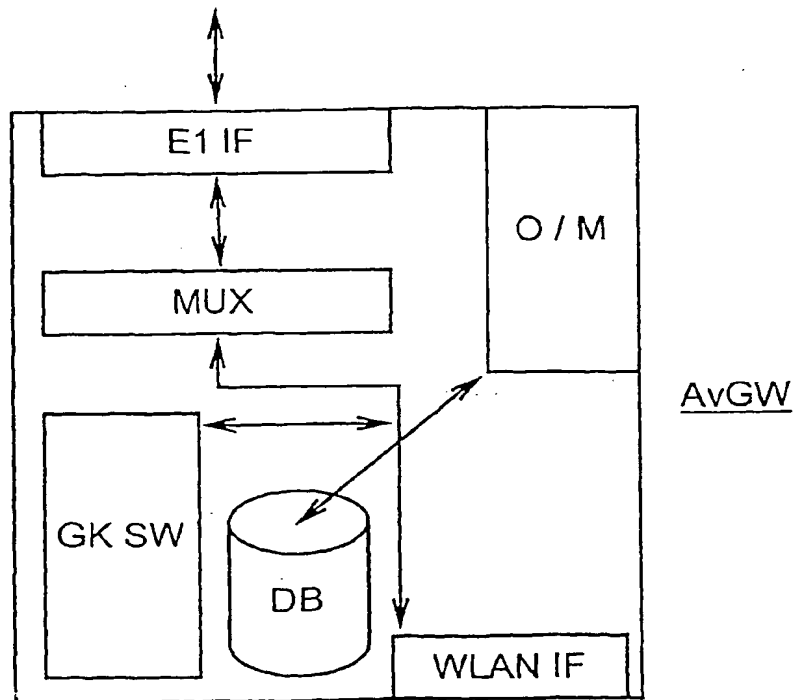 E1 IF
O / M
MUX
AvGW
GK SW
DB
WLAN IF